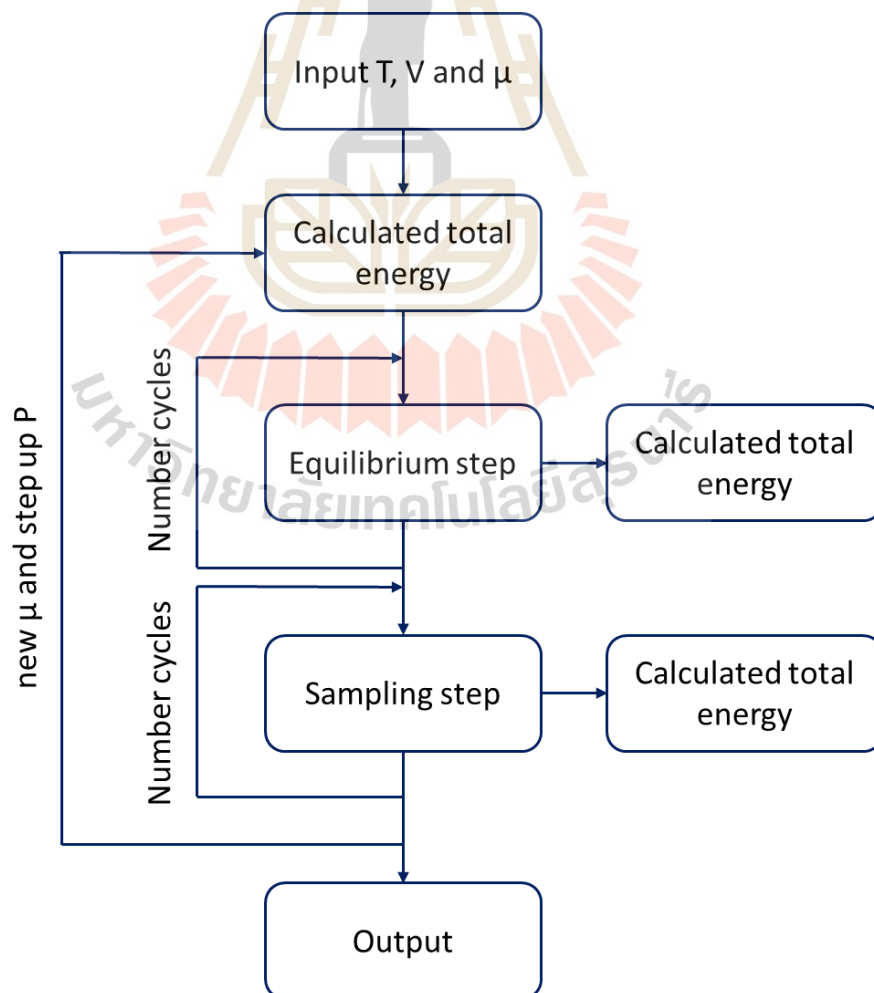 Input T, V and µ
Calculated total
energy
Number cycles
Equilibrium step
Calculated total
energy
new µ and step up P
Number cycles
Sampling step
Calculated total
energy
Output
มหาวิทยาลัยเทคโนโลยีสุรนารี